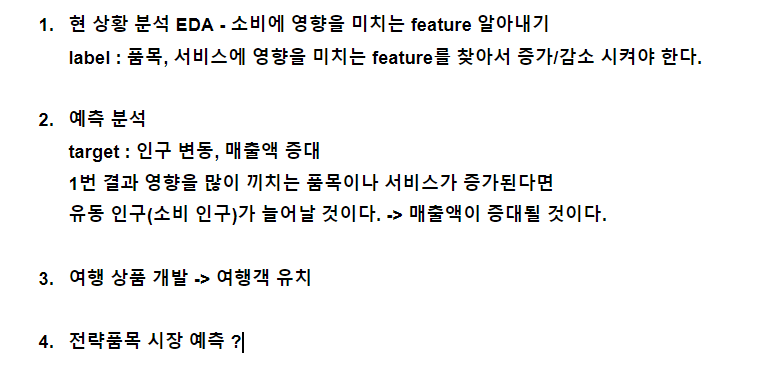 1. 현 상황 분석 EDA - 소비에 영향을 미치는 feature 알아내기
label : 품목, 서비스에 영향을 미치는 feature를 찾아서 증가/감소 시켜야 한다.
2. 예측 분석
target : 인구 변동, 매출액 증대
1번 결과 영향을 많이 끼치는 품목이나 서비스가 증가된다면
유동 인구(소비 인구)가 늘어날 것이다. -> 매출액이 증대될 것이다.
3. 여행 상품 개발 -> 여행객 유치
4. 전략품목 시장 예측 ?